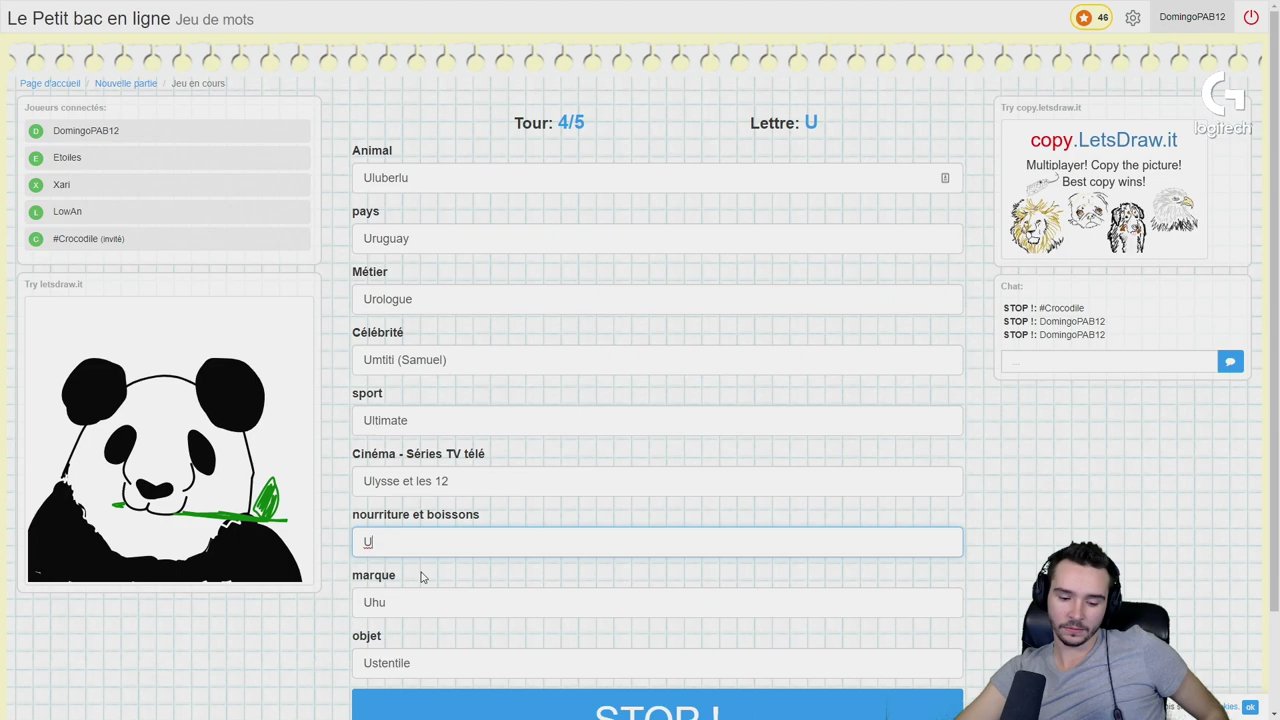 Le Petit bac en ligne Jeu de mots
46
DomingoPAB12
Page d'accueil / Nouvelle partie / Jeu en cours
Joueurs connectés:
D DomingoPAB12
E Etoiles
X Xari
L LowAn
C #Crocodile (invité)
Try letsdraw.it
Tour: 4/5
Lettre: U
Animal
Uluberlu
pays
Uruguay
Métier
Urologue
Célébrité
Umtiti (Samuel)
sport
Ultimate
Cinéma - Séries TV télé
Ulysse et les 12
nourriture et boissons
U
marque
Uhu
objet
Ustentile
STOP !
Try copy.letsdraw.it
logitech
copy.LetsDraw.it
Multiplayer! Copy the picture!
Best copy wins!
Chat:
STOP !: #Crocodile
STOP !: DomingoPAB12
STOP !: DomingoPAB12
...
ok